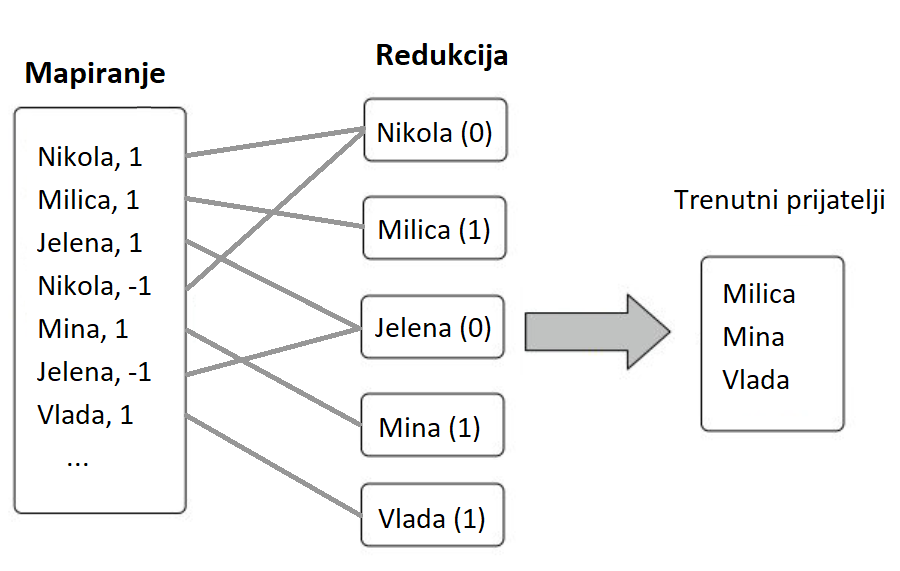 Mapiranje
Nikola, 1
Milica, 1
Jelena, 1
Nikola, -1
Mina, 1
Jelena, -1
Vlada, 1
...
Redukcija
Nikola (0)
Milica (1)
Jelena (0)
Mina (1)
Vlada (1)
Trenutni prijatelji
Milica
Mina
Vlada